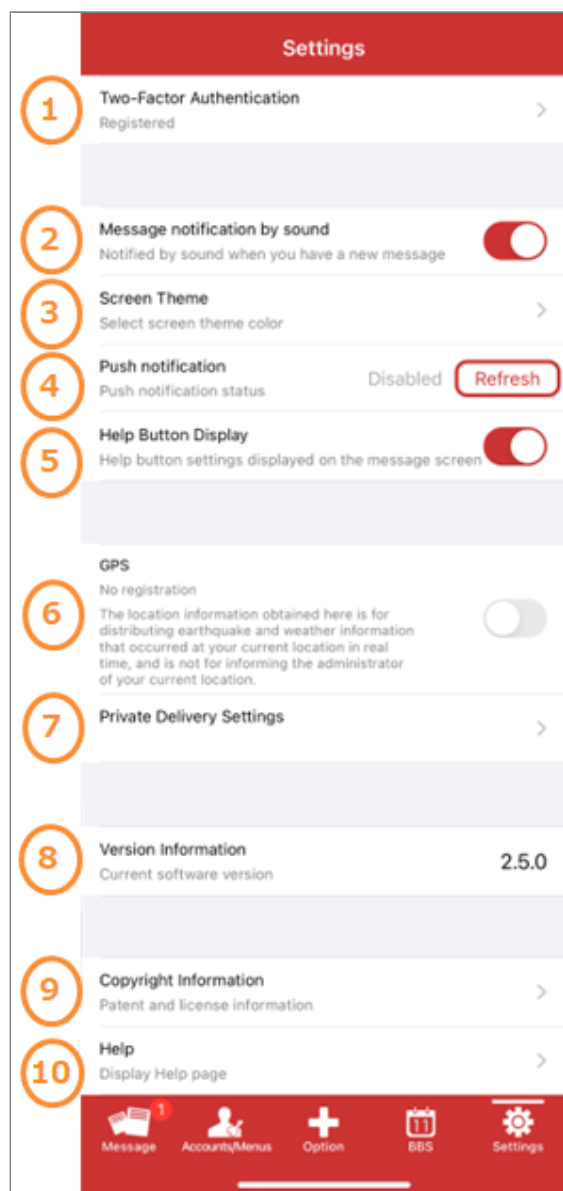 Settings
1
Two-Factor Authentication
Registered
2
Message notification by sound
Notified by sound when you have a new message
3
Screen Theme
Select screen theme color
4
Push notification
Push notification status
Disabled
Refresh
5
Help Button Display
Help button settings displayed on the message screen
6
GPS
No registration
The location information obtained here is for
distributing earthquake and weather information
that occurred at your current location in real
time, and is not for informing the administrator
of your current location.
7
Private Delivery Settings
8
Version Information
Current software version
2.5.0
9
Copyright Information
Patent and license information
10
Help
Display Help page
1
11
Message
Accounts/Menus
Option
BBS
Settings